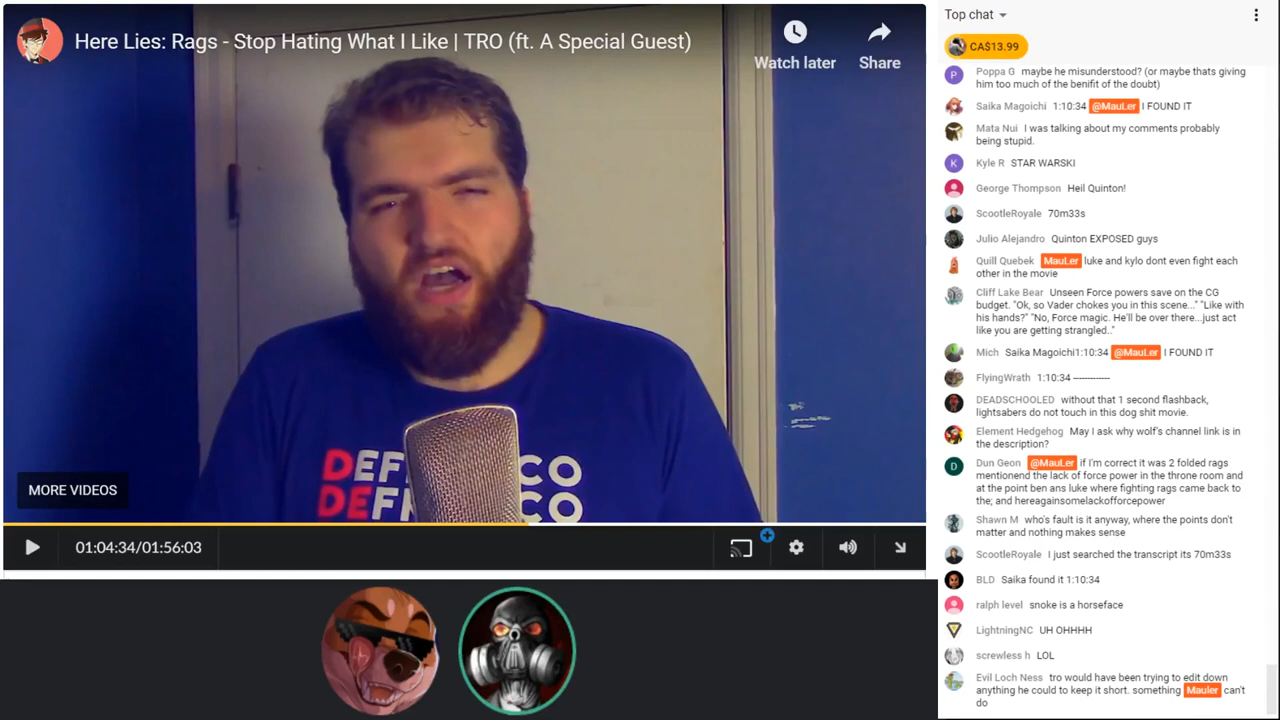 Here Lies: Rags - Stop Hating What I Like | TRO (ft. A Special Guest)
Watch later
Share
DEF
CO
DEFR
CO
MORE VIDEOS
01:04:34/01:56:03
Top chat
CA$13.99
P
Poppa G maybe he misunderstood? (or maybe thats giving
him too much of the benifit of the doubt)
Saika Magoichi 1:10:34 @MauLer I FOUND IT
Mata Nui I was talking about my comments probably
being stupid.
K
Kyle R STAR WARSKI
George Thompson Heil Quinton!
ScootleRoyale 70m33s
Julio Alejandro Quinton EXPOSED guys
Quill Quebek MauLer luke and kylo dont even fight each
other in the movie
Cliff Lake Bear Unseen Force powers save on the CG
budget. "Ok, so Vader chokes you in this scene..." "Like with
his hands?" "No, Force magic. He'll be over there...just act
like you are getting strangled.."
Mich Saika Magoichi1:10:34 @MauLer I FOUND IT
FlyingWrath 1:10:34 -------------
DEADSCHOOLED without that 1 second flashback,
lightsabers do not touch in this dog shit movie.
Element Hedgehog May I ask why wolf's channel link is in
the description?
D
Dun Geon @MauLer if I'm correct it was 2 folded rags
mentionend the lack of force power in the throne room and
at the point ben ans luke where fighting rags came back to
the; and hereagainsomelackofforcepower
Shawn M who's fault is it anyway, where the points don't
matter and nothing makes sense
ScootleRoyale I just searched the transcript its 70m33s
BLD Saika found it 1:10:34
ralph level snoke is a horseface
LightningNC UH OHHHH
screwless h LOL
Evil Loch Ness tro would have been trying to edit down
anything he could to keep it short. something Mauler can't
do